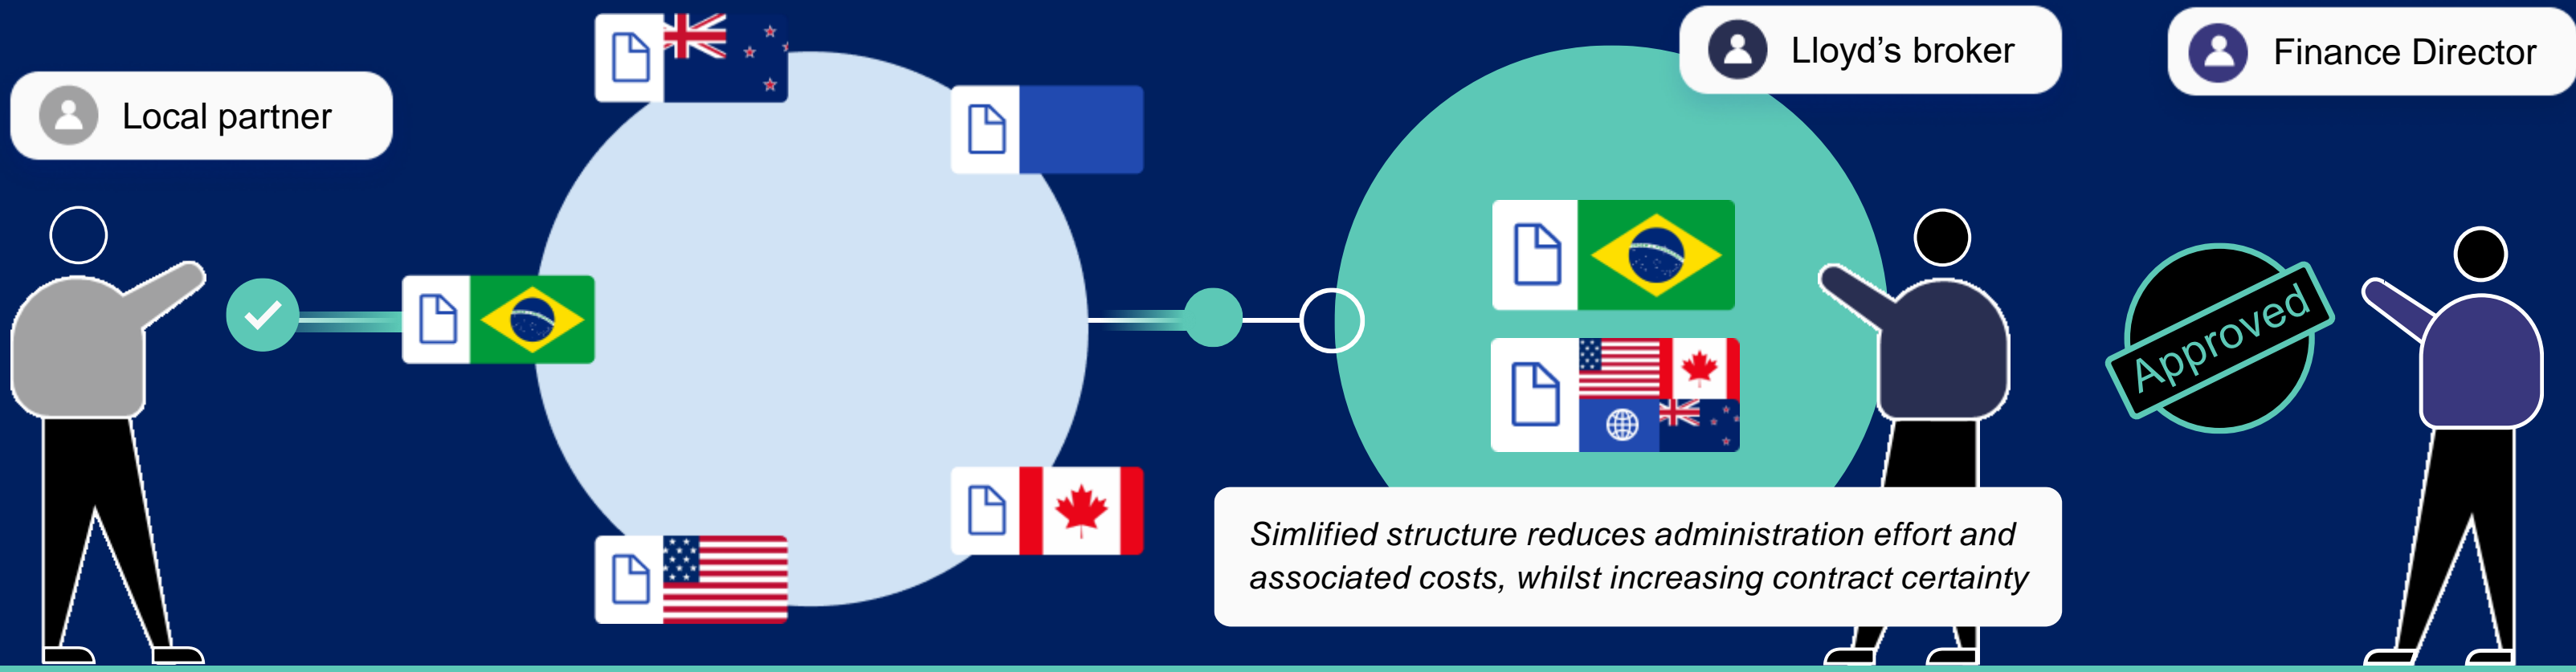 Local partner
Lloyd's broker
Finance Director
Approved
Simlified structure reduces administration effort and
associated costs, whilst increasing contract certainty